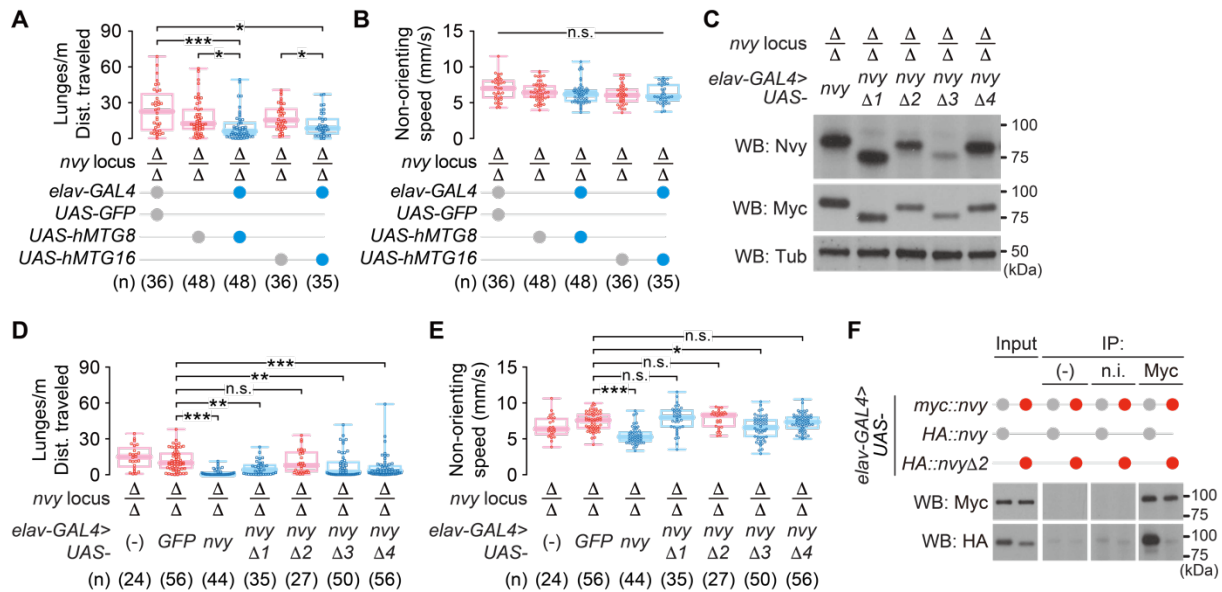 A
Lunges/m
Dist. traveled
90
60
30
0
*
***
*
*
nvy locus
Δ/Δ Δ/Δ Δ/Δ Δ/Δ Δ/Δ
elav-GAL4
UAS-GFP
UAS-hMTG8
UAS-hMTG16
(n) (36) (48) (48) (36) (35)
B
Non-orienting
speed (mm/s)
15
10
5
0
n.s.
nvy locus
Δ/Δ Δ/Δ Δ/Δ Δ/Δ Δ/Δ
elav-GAL4
UAS-GFP
UAS-hMTG8
UAS-hMTG16
(n) (36) (48) (48) (36) (35)
C
nvy locus
Δ/Δ Δ/Δ Δ/Δ Δ/Δ Δ/Δ
elav-GAL4>
UAS-
nvy nvy Δ1 nvy Δ2 nvy Δ3 nvy Δ4
WB: Nvy
100
75
WB: Myc
100
75
WB: Tub
50
(kDa)
D
Lunges/m
Dist. traveled
90
60
30
0
***
**
n.s.
**
***
nvy locus
Δ/Δ Δ/Δ Δ/Δ Δ/Δ Δ/Δ Δ/Δ Δ/Δ
elav-GAL4>
UAS-
(-) GFP nvy nvy Δ1 nvy Δ2 nvy Δ3 nvy Δ4
(n) (24) (56) (44) (35) (27) (50) (56)
E
Non-orienting
speed (mm/s)
15
10
5
0
n.s.
*
n.s.
n.s.
***
nvy locus
Δ/Δ Δ/Δ Δ/Δ Δ/Δ Δ/Δ Δ/Δ Δ/Δ
elav-GAL4>
UAS-
(-) GFP nvy nvy Δ1 nvy Δ2 nvy Δ3 nvy Δ4
(n) (24) (56) (44) (35) (27) (50) (56)
F
Input IP:
(-) n.i. Myc
elav-GAL4>
UAS-
myc::nvy
HA::nvy
HA::nvyΔ2
WB: Myc
100
75
WB: HA
100
75
(kDa)